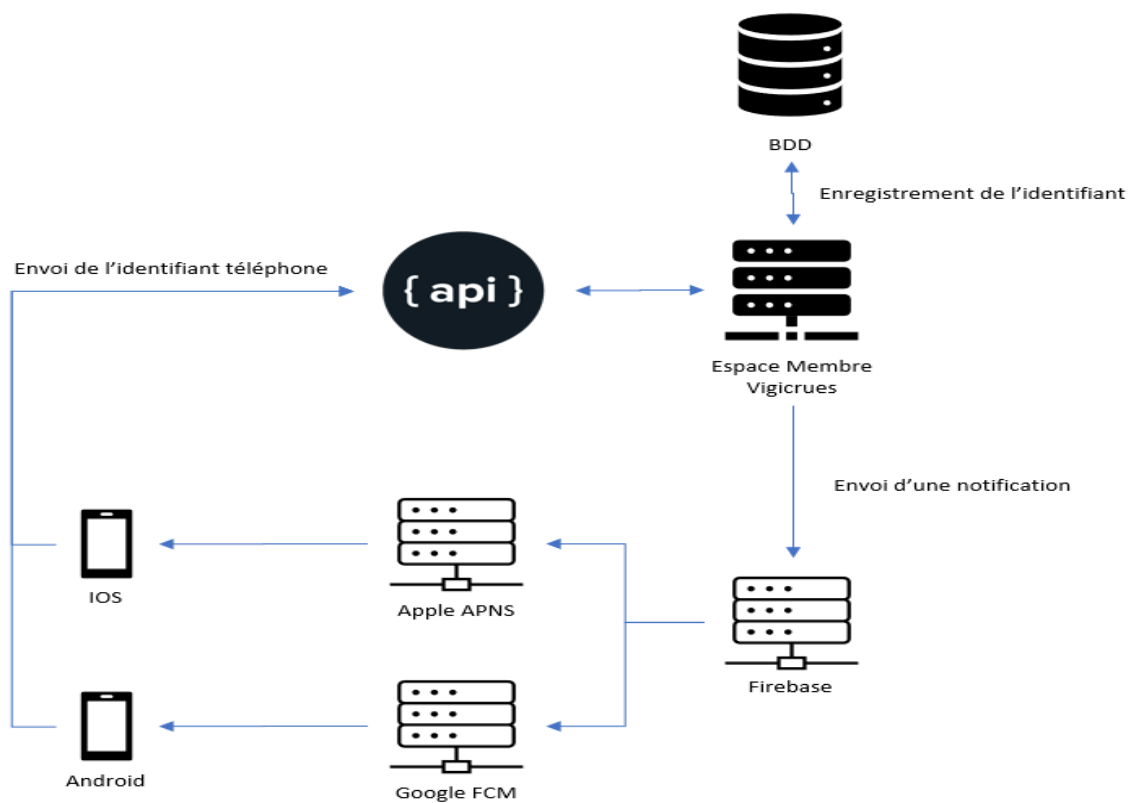 BDD
Enregistrement de l’identifiant
Envoi de l’identifiant téléphone
{ api }
Espace Membre
Vigicrues
Envoi d’une notification
IOS
Apple APNS
Firebase
Android
Google FCM